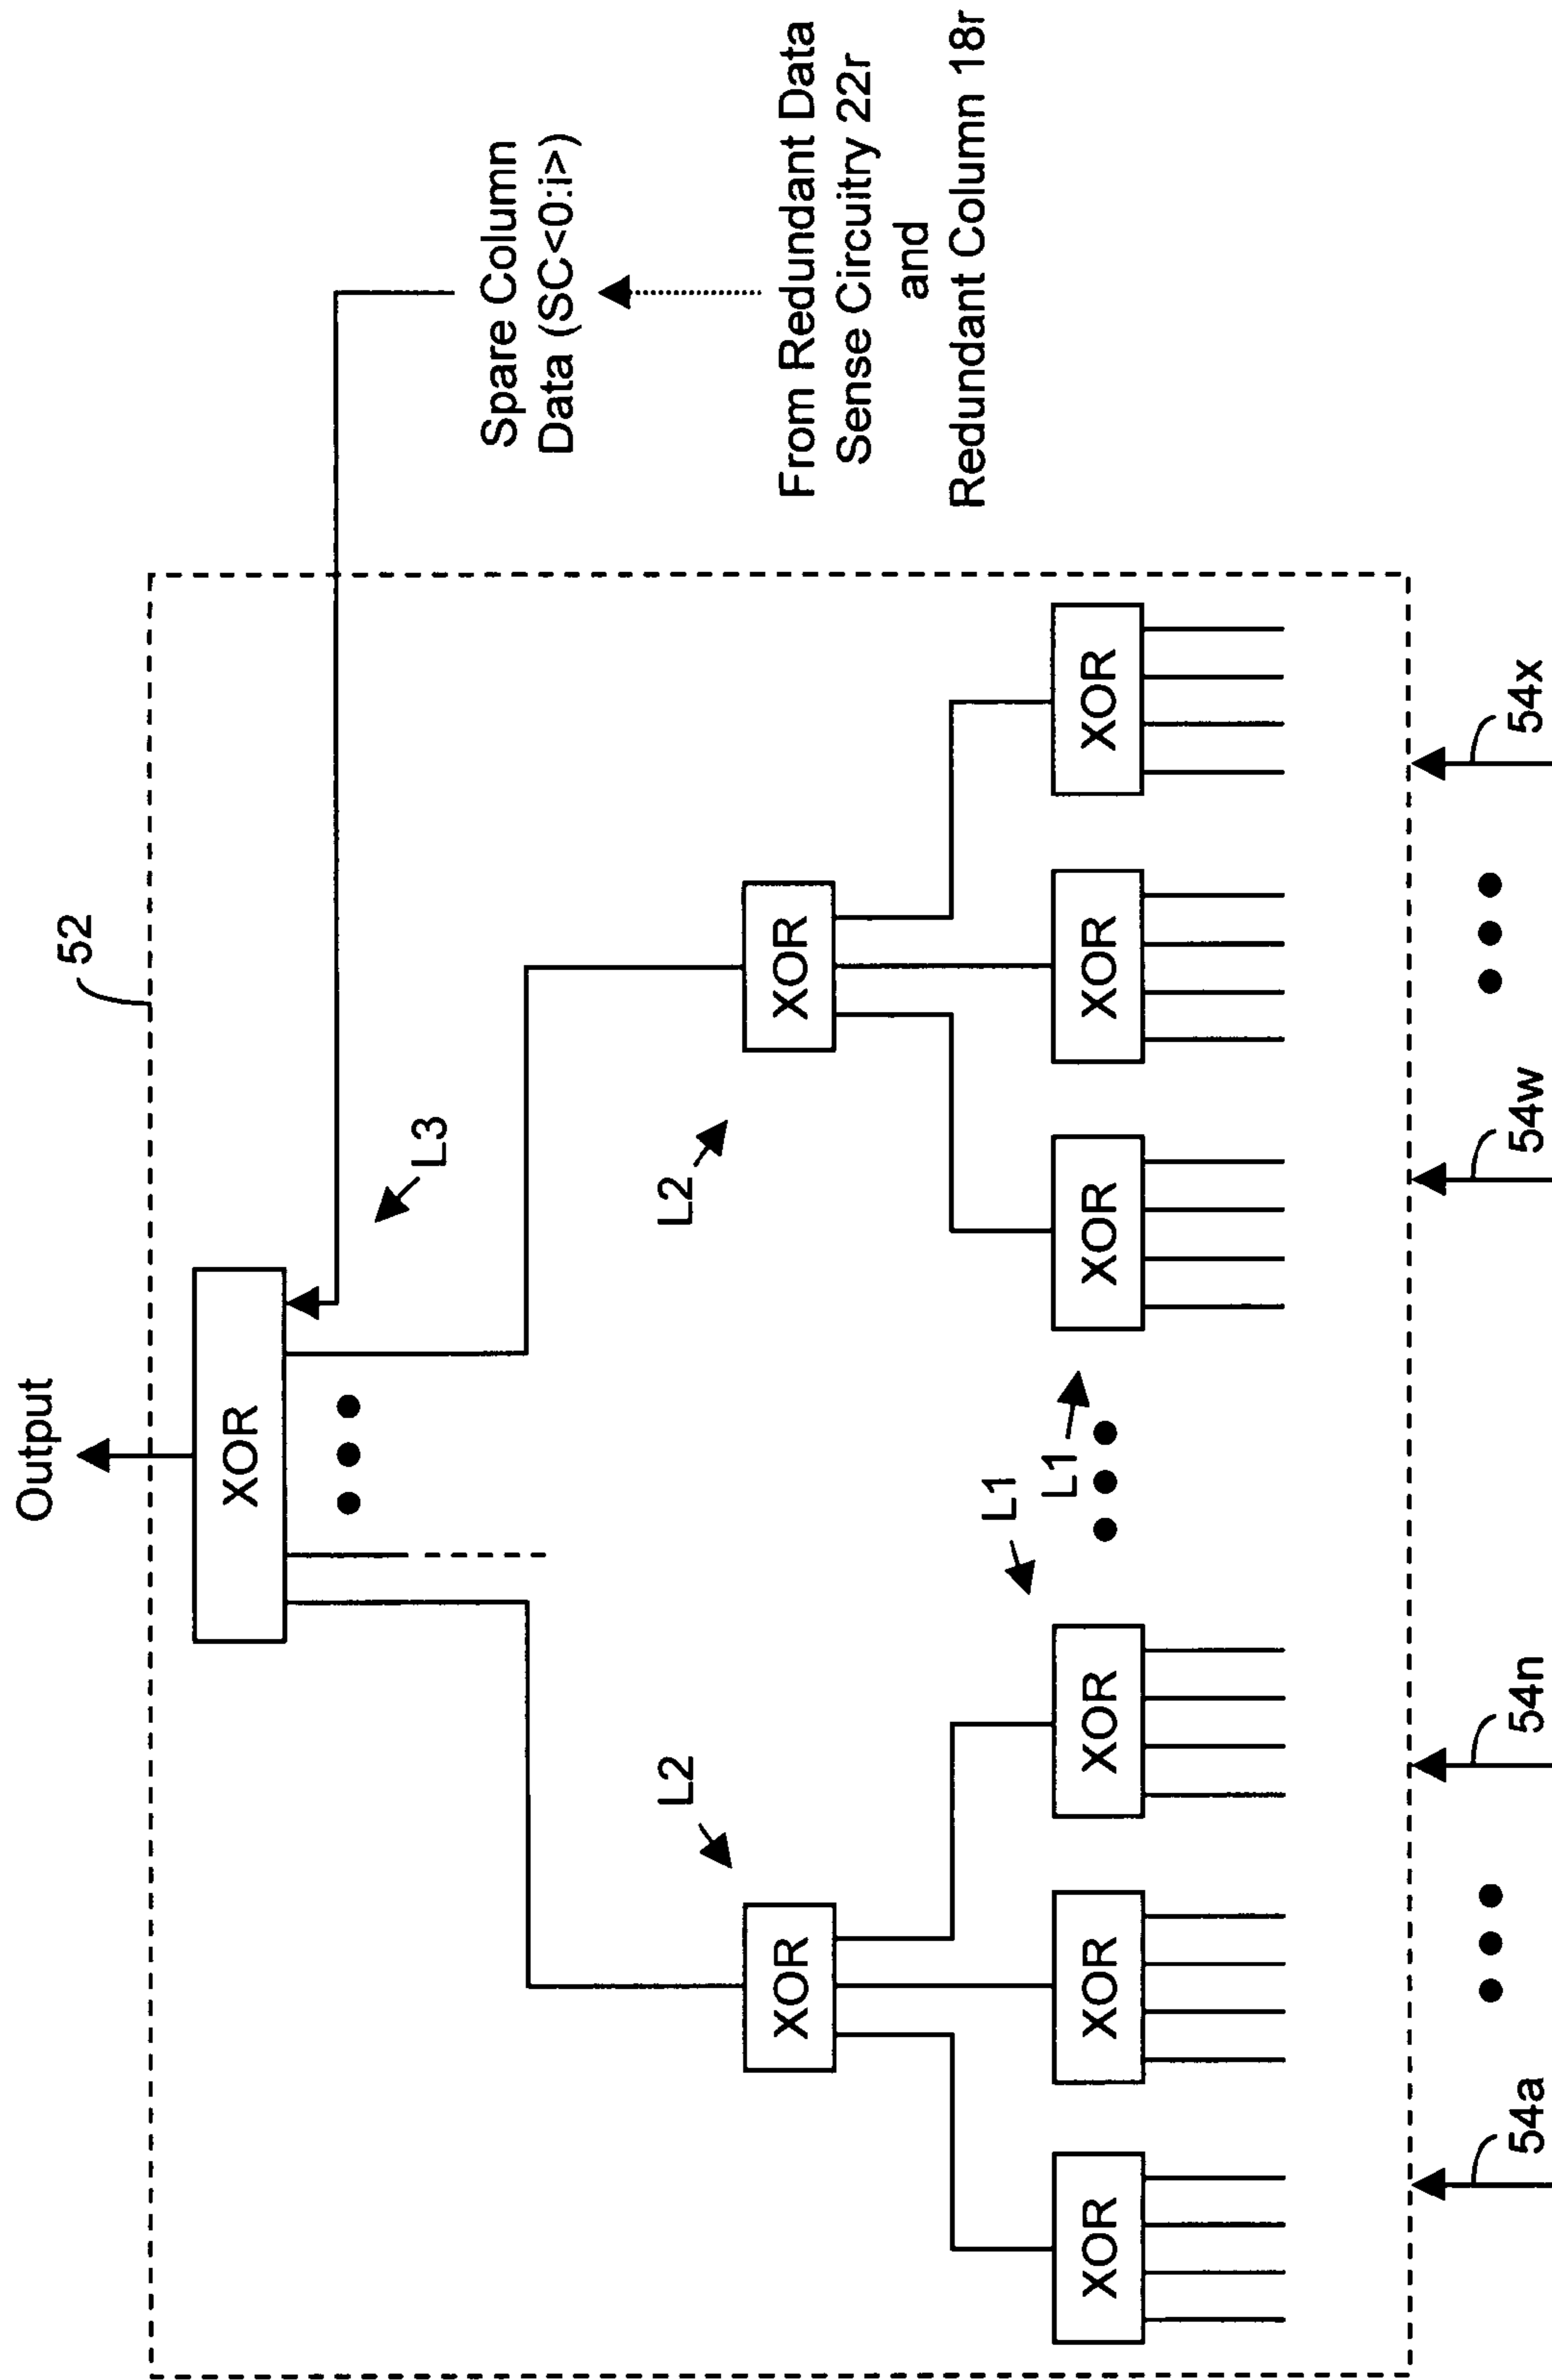 Output
52
XOR
L3
Spare Column
Data (SC<0:i>)
From Redundant Data
Sense Circuitry 22r
and
Redundant Column 18r
L2
L2
XOR
XOR
L1
L1
XOR
XOR
XOR
XOR
XOR
XOR
54a
54n
54w
54x